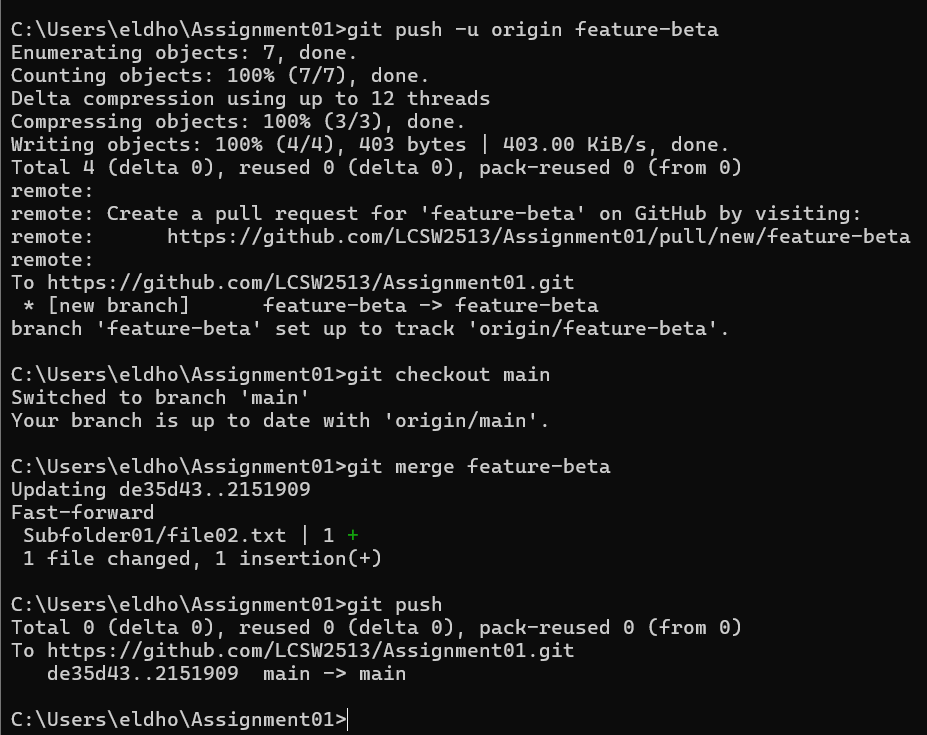 C:\Users\eldho\Assignment01>git push -u origin feature-beta
Enumerating objects: 7, done.
Counting objects: 100% (7/7), done.
Delta compression using up to 12 threads
Compressing objects: 100% (3/3), done.
Writing objects: 100% (4/4), 403 bytes | 403.00 KiB/s, done.
Total 4 (delta 0), reused 0 (delta 0), pack-reused 0 (from 0)
remote:
remote: Create a pull request for 'feature-beta' on GitHub by visiting:
remote:      https://github.com/LCSW2513/Assignment01/pull/new/feature-beta
remote:
To https://github.com/LCSW2513/Assignment01.git
 * [new branch]      feature-beta -> feature-beta
branch 'feature-beta' set up to track 'origin/feature-beta'.
C:\Users\eldho\Assignment01>git checkout main
Switched to branch 'main'
Your branch is up to date with 'origin/main'.
C:\Users\eldho\Assignment01>git merge feature-beta
Updating de35d43..2151909
Fast-forward
 Subfolder01/file02.txt | 1 +
 1 file changed, 1 insertion(+)
C:\Users\eldho\Assignment01>git push
Total 0 (delta 0), reused 0 (delta 0), pack-reused 0 (from 0)
To https://github.com/LCSW2513/Assignment01.git
   de35d43..2151909  main -> main
C:\Users\eldho\Assignment01>